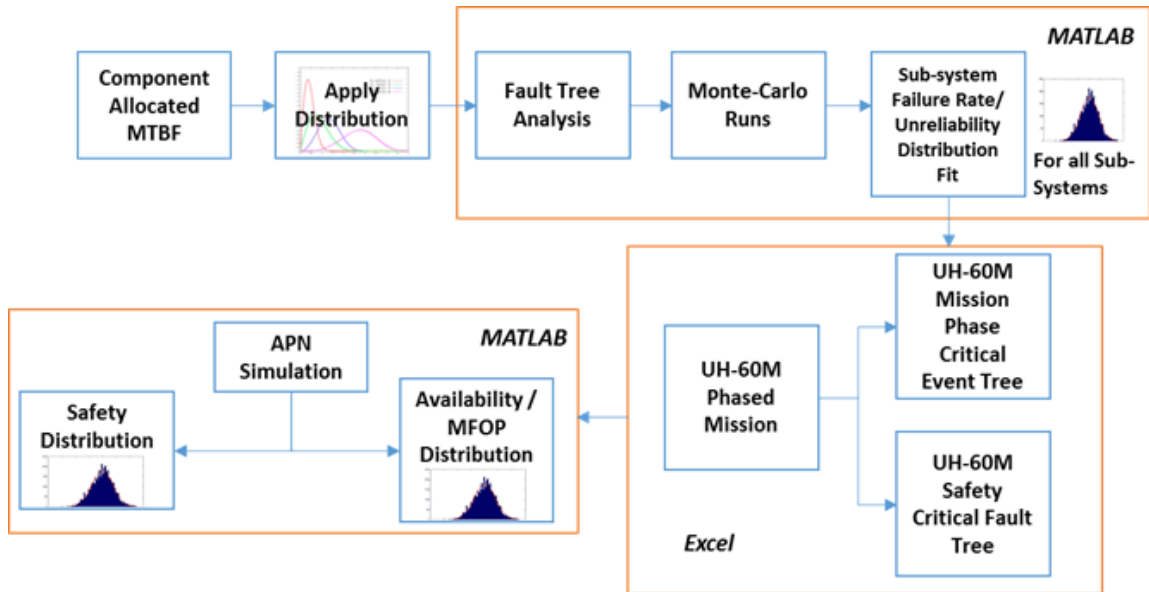 MATLAB
Component
Allocated
MTBF
Apply
Distribution
Fault Tree
Analysis
Monte-Carlo
Runs
Sub-system
Failure Rate/
Unreliability
Distribution
Fit
For all Sub-
Systems
UH-60M
Mission
Phase
Critical
Event Tree
UH-60M
Phased
Mission
UH-60M
Safety
Critical Fault
Tree
Excel
MATLAB
APN
Simulation
Safety
Distribution
Availability /
MFOP
Distribution